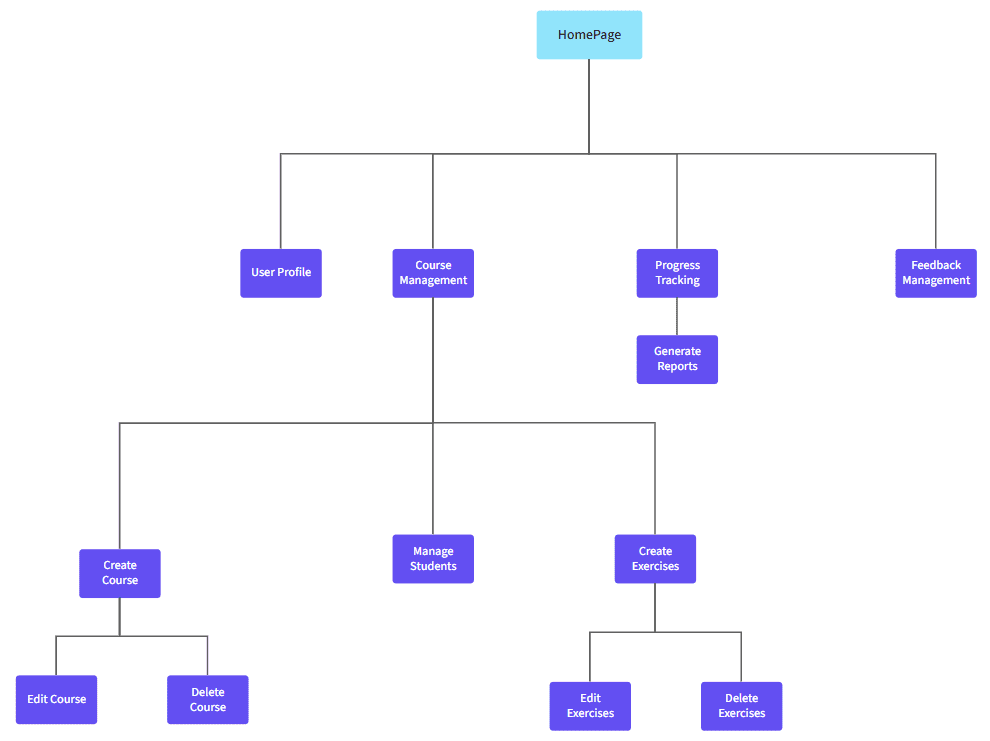 HomePage
User Profile
Course
Management
Progress
Tracking
Feedback
Management
Generate
Reports
Create
Course
Manage
Students
Create
Exercises
Edit Course
Delete
Course
Edit
Exercises
Delete
Exercises